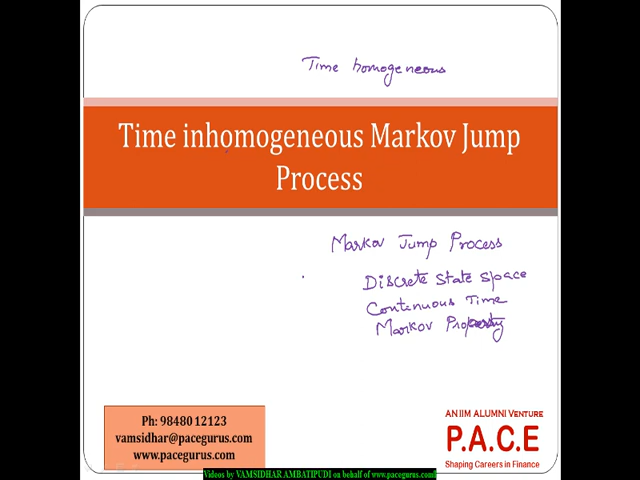 Time homogeneous
Time inhomogeneous Markov Jump
Process
Markov Jump Process
Discrete State Space
Continuous Time
Markov Property
Ph: 98480 12123
vamsidhar@pacegurus.com
www.pacegurus.com
AN IIM ALUMNI VENTURE
P.A.C.E
Shaping Careers in Finance
Videos by VAMSIDHAR AMBATIPUDI on behalf of www.pacegurus.com